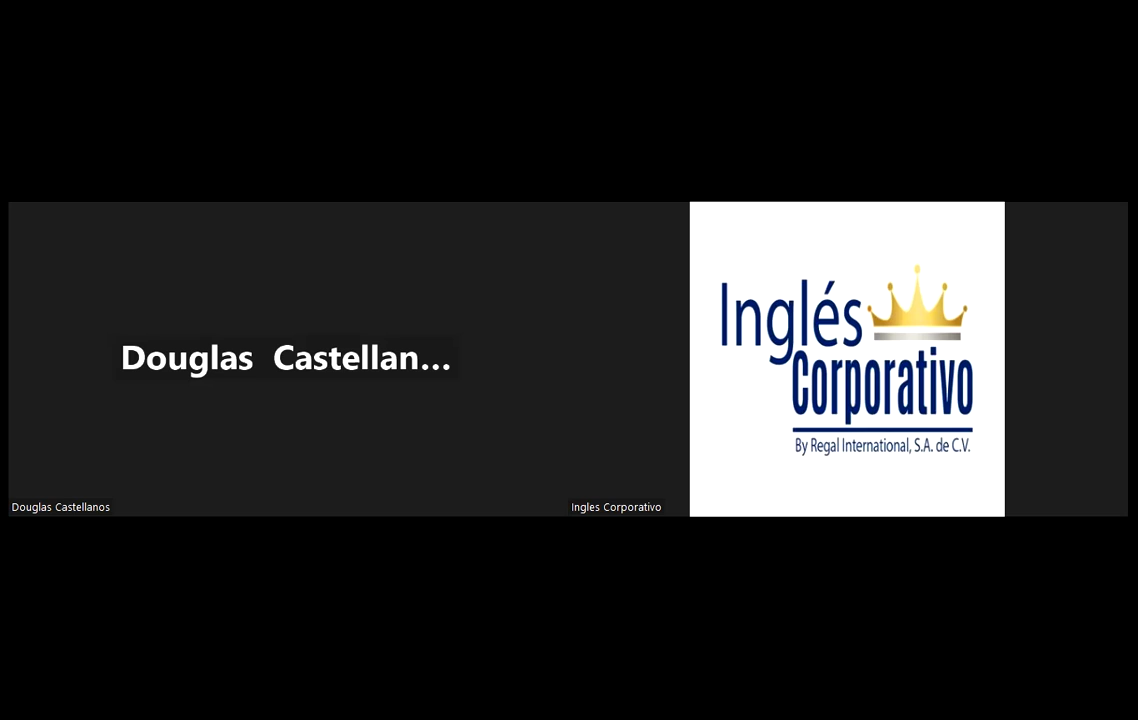 Douglas Castellan...
Douglas Castellanos
Inglés
Corporativo
By Regal International, S.A. de C.V.
Ingles Corporativo